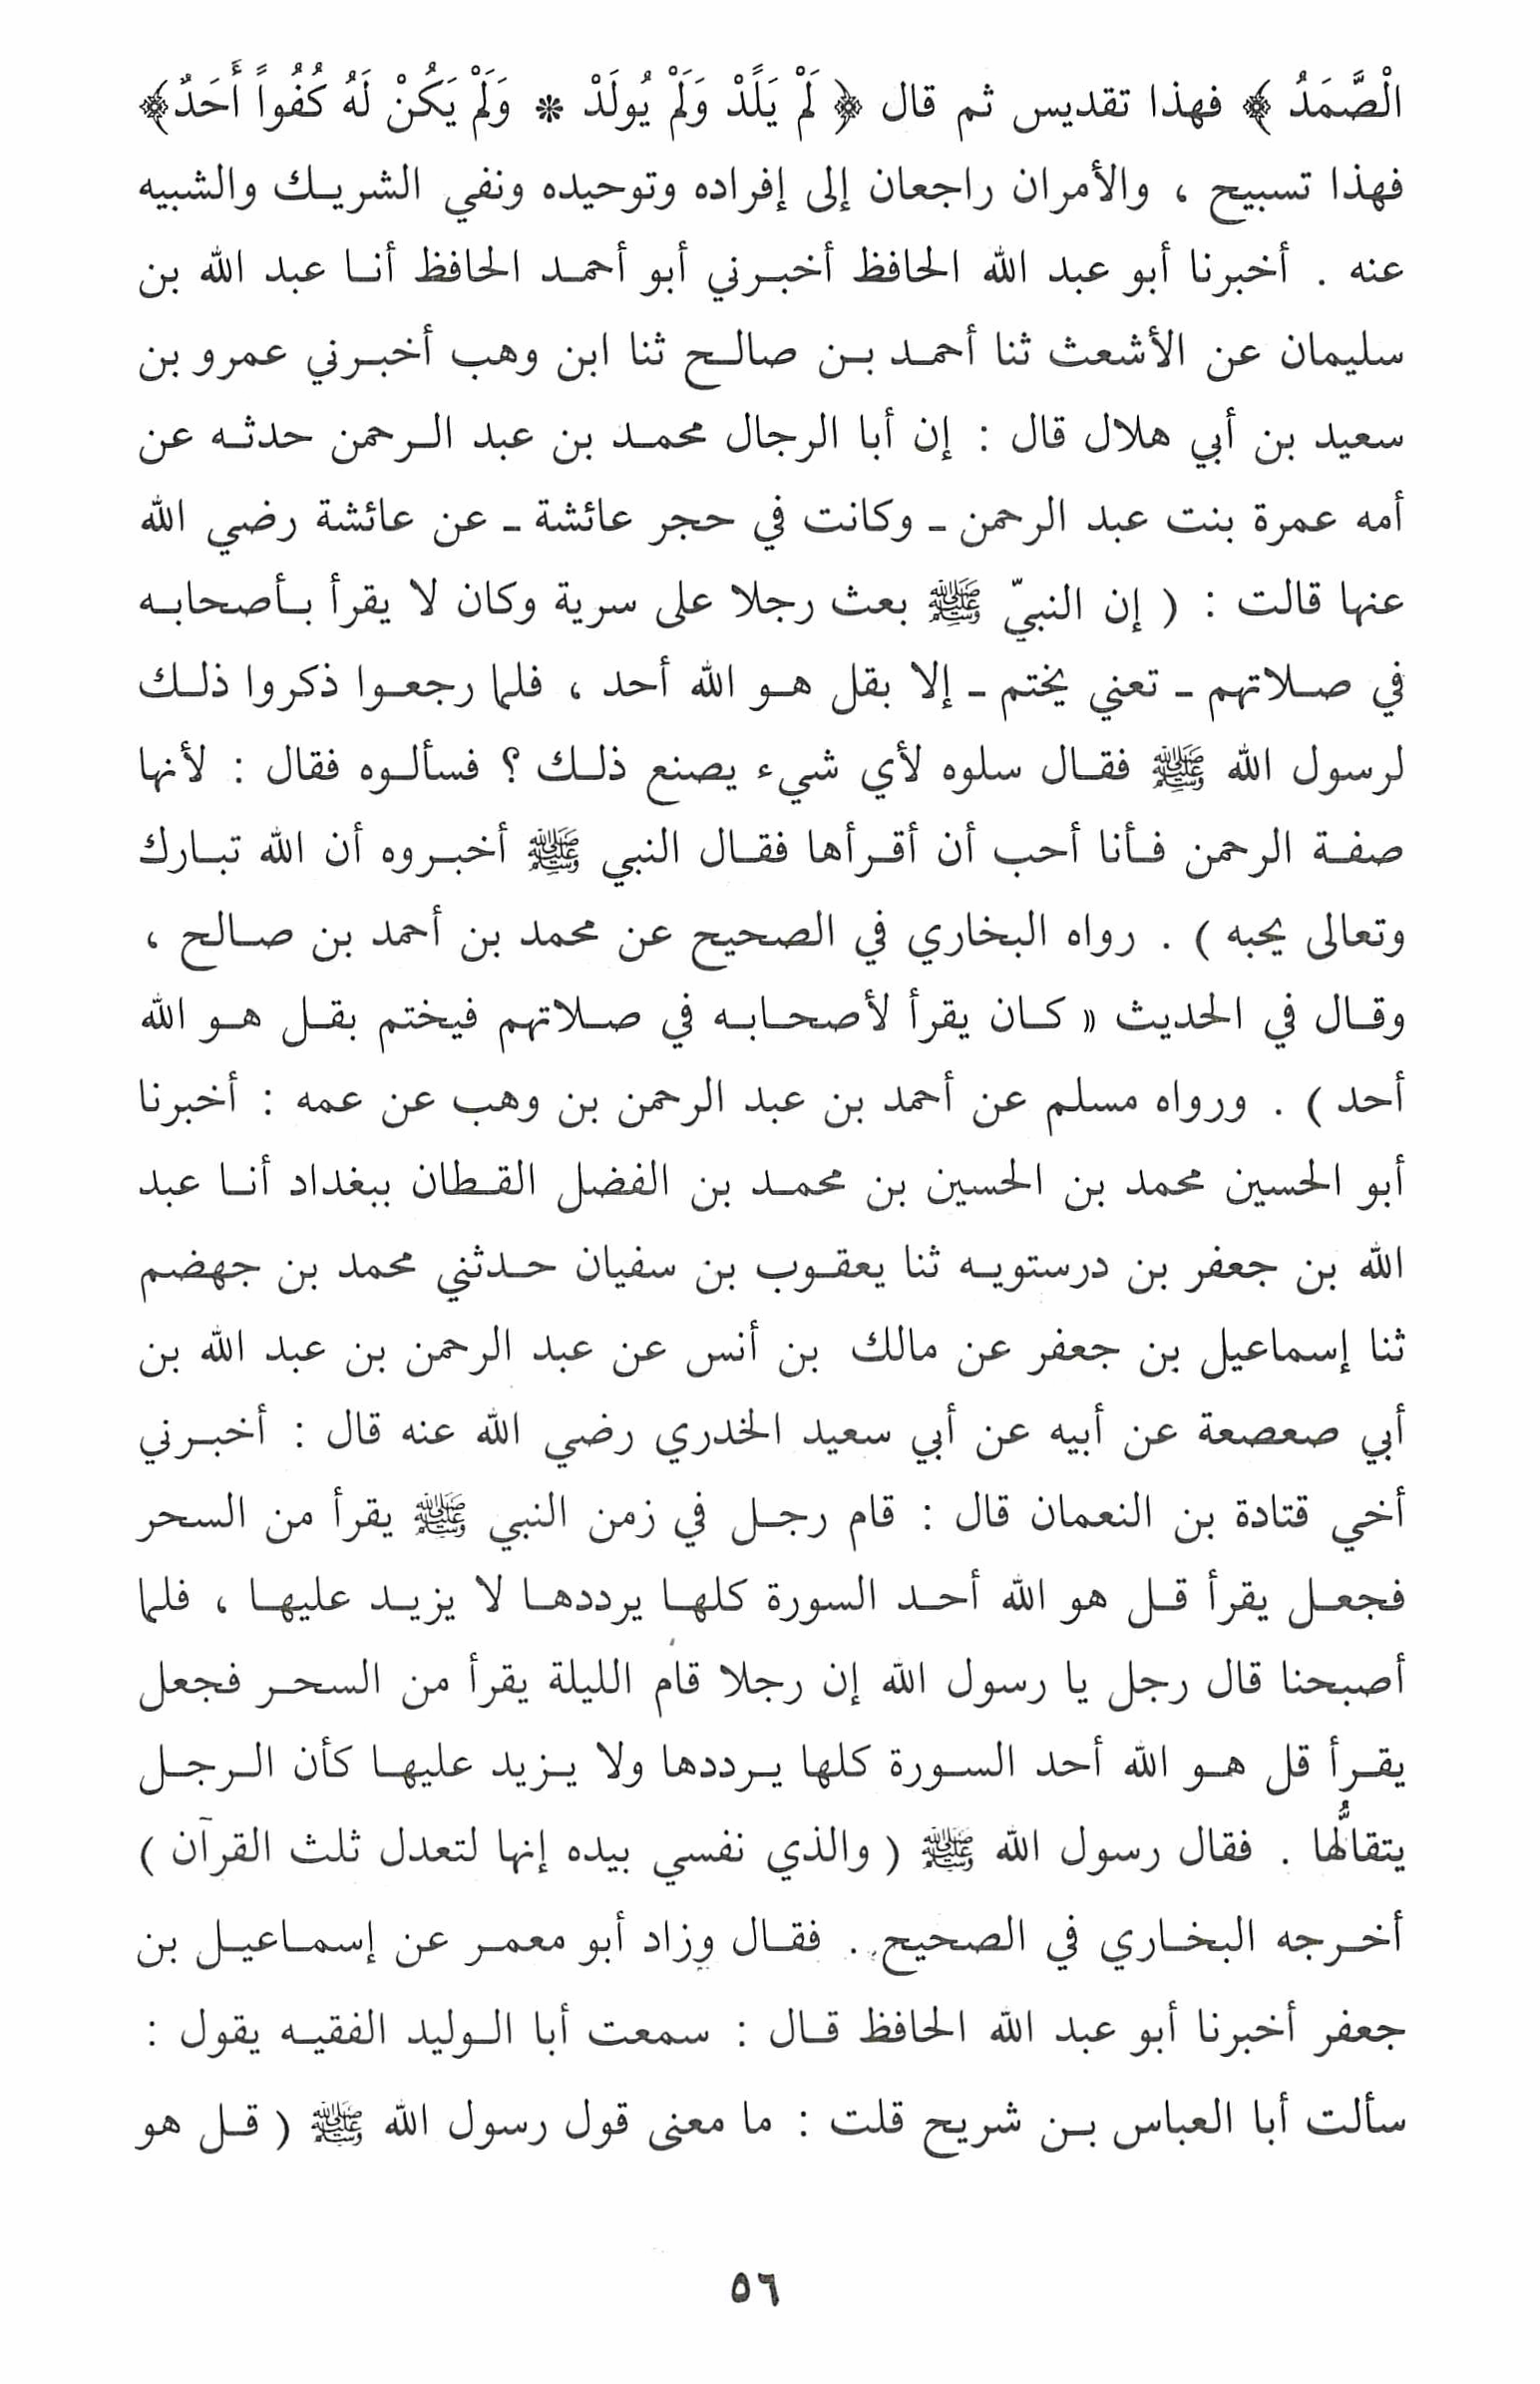 الْصَّمَدُ ﴾ فهذا تقديس ثم قال ﴿ لَمْ يَلًدْ وَلَمْ يُولَدْ * وَلَمْ يَكُنْ لَهُ كُفُواً أَحَدٌ﴾
فهذا تسبيح ، والأمران راجعان إلى إفراده وتوحيده ونفي الشريك والشبيه
عنه . أخبرنا أبو عبد الله الحافظ أخبرني أبو أحمد الحافظ أنا عبد الله بن
سليمان عن الأشعث ثنا أحمد بن صالح ثنا ابن وهب أخبرني عمرو بن
سعيد بن أبي هلال قال : إن أبا الرجال محمد بن عبد الرحمن حدثه عن
أمه عمرة بنت عبد الرحمن ـ وكانت في حجر عائشة ـ عن عائشة رضي الله
عنها قالت : ( إن النبيّ ﷺ بعث رجلا على سرية وكان لا يقرأ بأصحابه
في صلاتهم ـ تعني يختم ـ إلا بقل هو الله أحد ، فلما رجعوا ذكروا ذلك
لرسول الله ﷺ فقال سلوه لأي شيء يصنع ذلك ؟ فسألوه فقال : لأنها
صفة الرحمن فأنا أحب أن أقرأها فقال النبي ﷺ أخبروه أن الله تبارك
وتعالى يحبه ) . رواه البخاري في الصحيح عن محمد بن أحمد بن صالح ،
وقال في الحديث « كان يقرأ لأصحابه في صلاتهم فيختم بقل هو الله
أحد ) . ورواه مسلم عن أحمد بن عبد الرحمن بن وهب عن عمه : أخبرنا
أبو الحسين محمد بن الحسين بن محمد بن الفضل القطان ببغداد أنا عبد
الله بن جعفر بن درستويه ثنا يعقوب بن سفيان حدثني محمد بن جهضم
ثنا إسماعيل بن جعفر عن مالك بن أنس عن عبد الرحمن بن عبد الله بن
أبي صعصعة عن أبيه عن أبي سعيد الخدري رضي الله عنه قال : أخبرني
أخي قتادة بن النعمان قال : قام رجل في زمن النبي ﷺ يقرأ من السحر
فجعل يقرأ قل هو الله أحد السورة كلها يرددها لا يزيد عليها ، فلما
أصبحنا قال رجل يا رسول الله إن رجلا قام الليلة يقرأ من السحر فجعل
يقرأ قل هو الله أحد السورة كلها يرددها ولا يزيد عليها كأن الرجل
يتقالُّها . فقال رسول الله ﷺ ( والذي نفسي بيده إنها لتعدل ثلث القرآن )
أخرجه البخاري في الصحيح . فقال وزاد أبو معمر عن إسماعيل بن
جعفر أخبرنا أبو عبد الله الحافظ قال : سمعت أبا الوليد الفقيه يقول :
سألت أبا العباس بن شريح قلت : ما معنى قول رسول الله ﷺ ( قل هو
٥٦